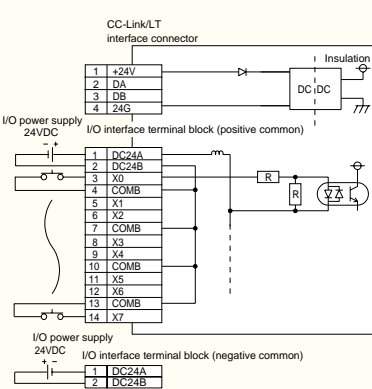 CC-Link/LT
interface connector
Insulation
1 +24V
2 DA
3 DB
4 24G
DC DC
I/O power supply
24VDC
I/O interface terminal block (positive common)
- +
1 DC24A
2 DC24B
3 X0
4 COMB
5 X1
6 X2
7 COMB
8 X3
9 X4
10 COMB
11 X5
12 X6
13 COMB
14 X7
R
R
I/O power supply
24VDC
I/O interface terminal block (negative common)
+ -
1 DC24A
2 DC24B